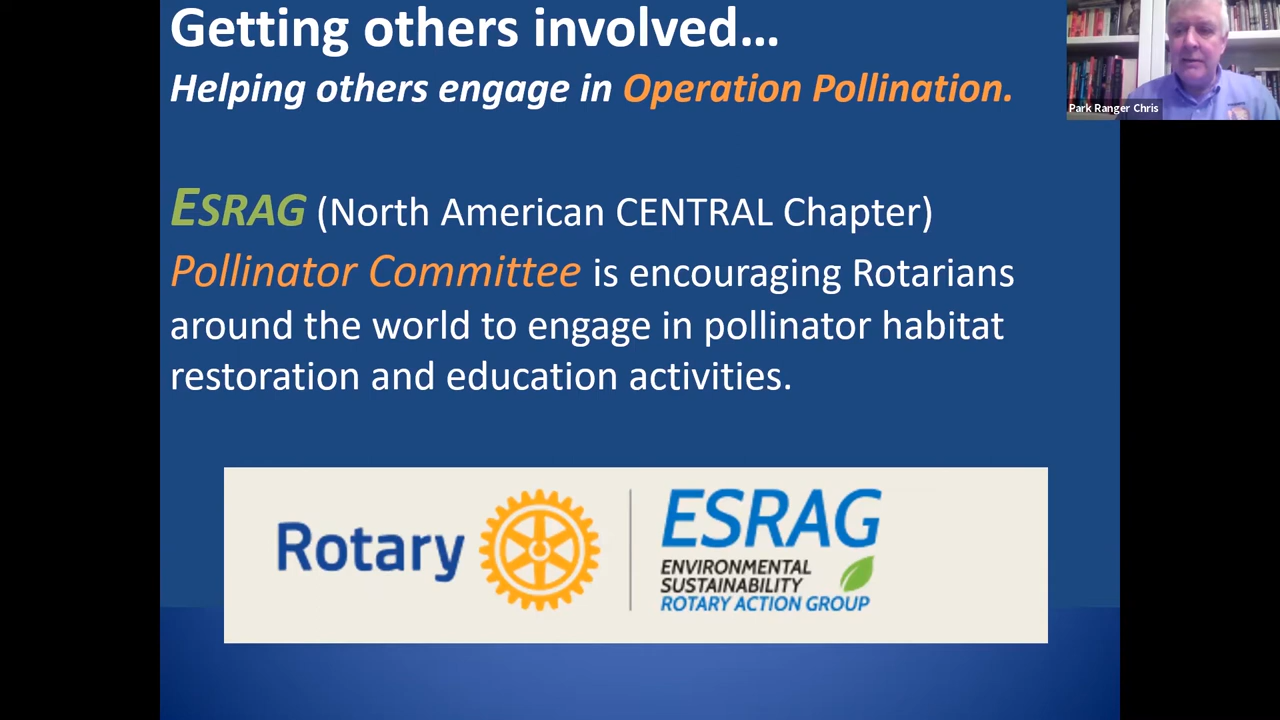 Getting others involved…
Helping others engage in Operation Pollination.
Park Ranger Chris
ESRAG (North American CENTRAL Chapter)
Pollinator Committee is encouraging Rotarians
around the world to engage in pollinator habitat
restoration and education activities.
Rotary
ESRAG
ENVIRONMENTAL
SUSTAINABILITY
ROTARY ACTION GROUP